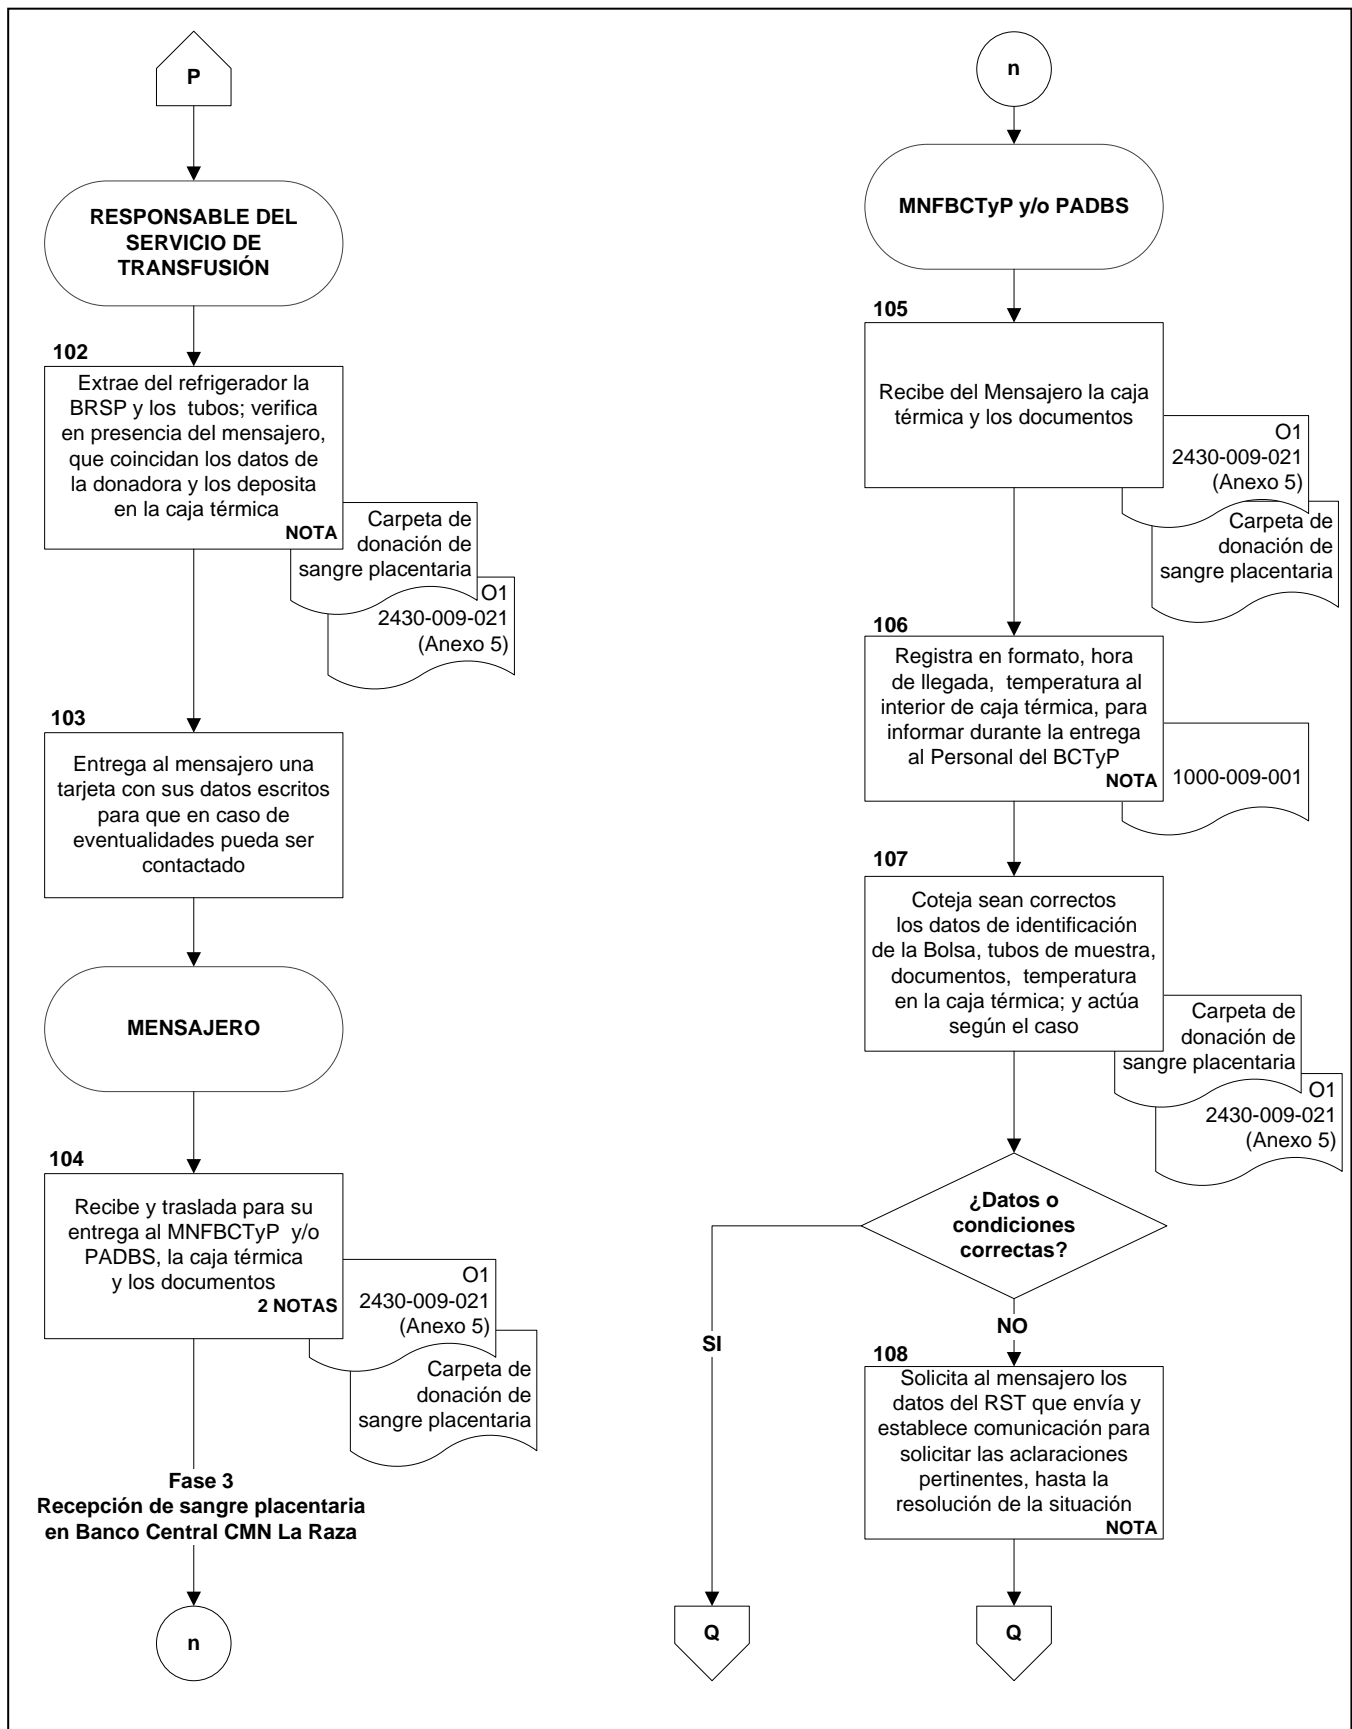 P
RESPONSABLE DEL
SERVICIO DE
TRANSFUSIÓN
102
Extrae del refrigerador la
BRSP y los tubos; verifica
en presencia del mensajero,
que coincidan los datos de
la donadora y los deposita
en la caja térmica
NOTA
Carpeta de
donación de
sangre placentaria
O1
2430-009-021
(Anexo 5)
103
Entrega al mensajero una
tarjeta con sus datos escritos
para que en caso de
eventualidades pueda ser
contactado
MENSAJERO
104
Recibe y traslada para su
entrega al MNFBCTyP y/o
PADBS, la caja térmica
y los documentos
2 NOTAS
O1
2430-009-021
(Anexo 5)
Carpeta de
donación de
sangre placentaria
Fase 3
Recepción de sangre placentaria
en Banco Central CMN La Raza
n
n
MNFBCTyP y/o PADBS
105
Recibe del Mensajero la caja
térmica y los documentos
O1
2430-009-021
(Anexo 5)
Carpeta de
donación de
sangre placentaria
106
Registra en formato, hora
de llegada, temperatura al
interior de caja térmica, para
informar durante la entrega
al Personal del BCTyP
NOTA
1000-009-001
107
Coteja sean correctos
los datos de identificación
de la Bolsa, tubos de muestra,
documentos, temperatura
en la caja térmica; y actúa
según el caso
Carpeta de
donación de
sangre placentaria
O1
2430-009-021
(Anexo 5)
¿Datos o
condiciones
correctas?
SI
NO
108
Solicita al mensajero los
datos del RST que envía y
establece comunicación para
solicitar las aclaraciones
pertinentes, hasta la
resolución de la situación
NOTA
Q
Q